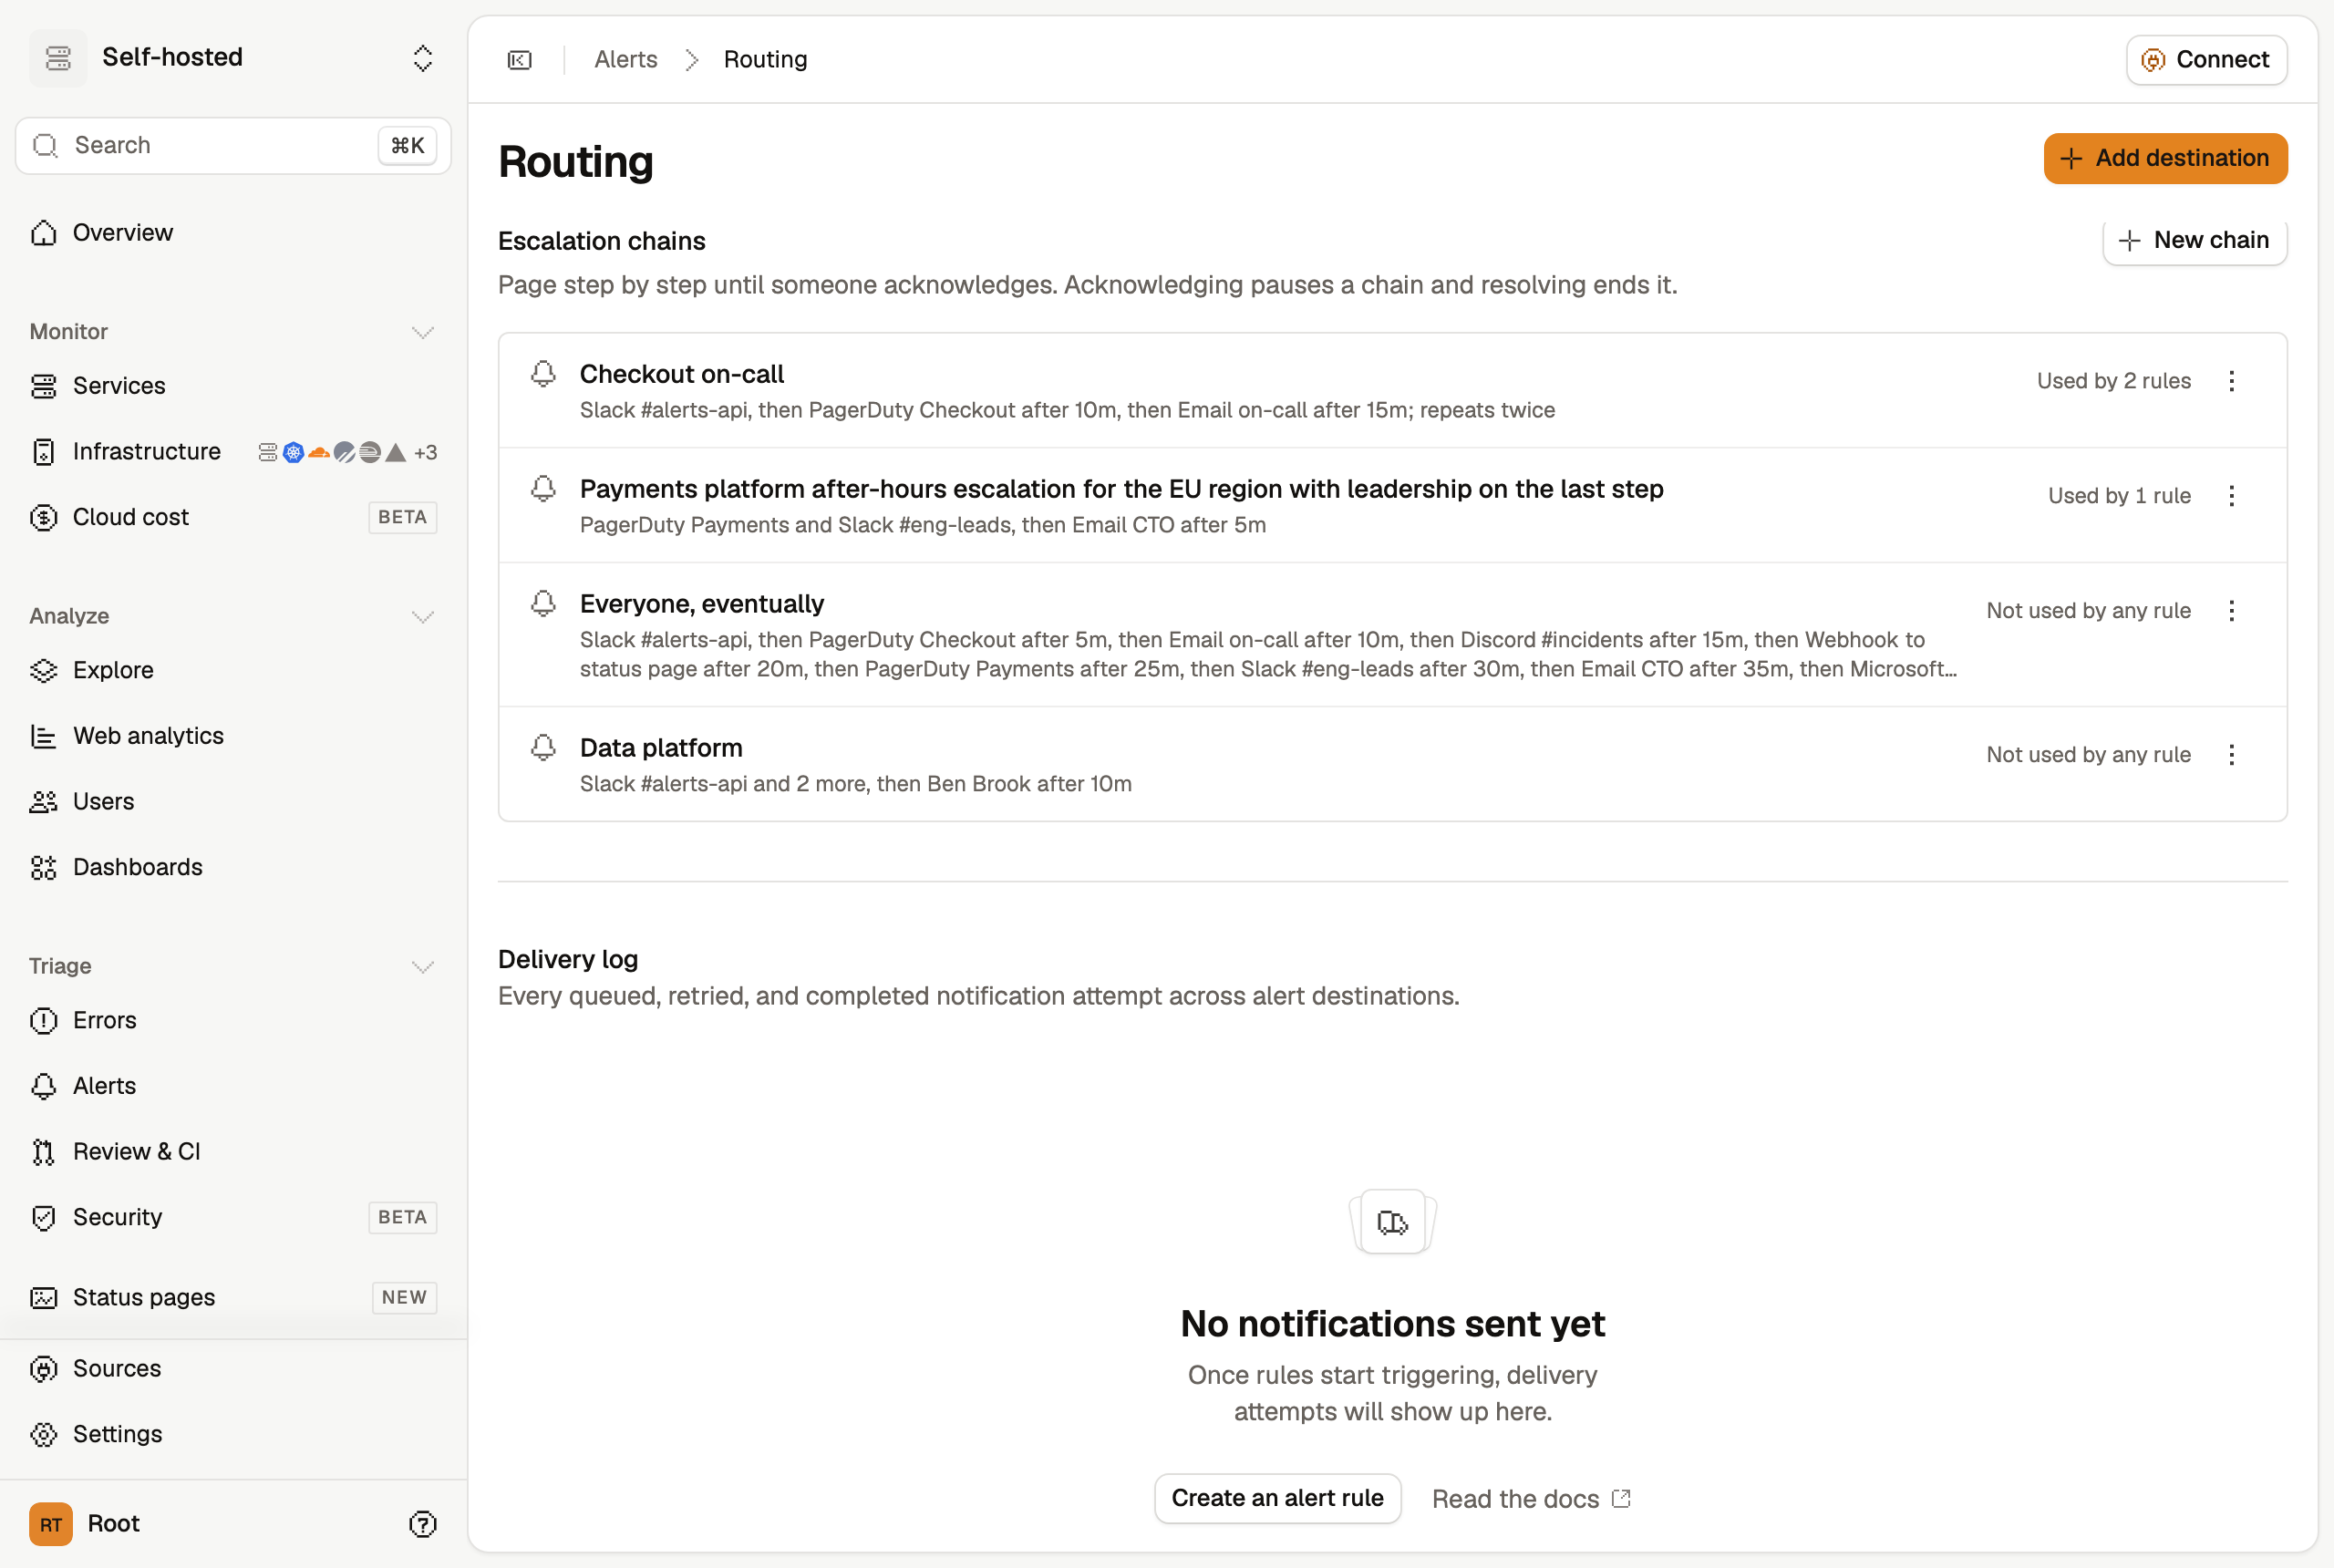 Self-hosted
Search
⌘K
Overview
Monitor
Services
Infrastructure
+3
Cloud cost
BETA
Analyze
Explore
Web analytics
Users
Dashboards
Triage
Errors
Alerts
Review & CI
Security
BETA
Status pages
NEW
Sources
Settings
RT
Root
Alerts
Routing
Connect
Routing
Add destination
Escalation chains
New chain
Page step by step until someone acknowledges. Acknowledging pauses a chain and resolving ends it.
Checkout on-call
Used by 2 rules
Slack #alerts-api, then PagerDuty Checkout after 10m, then Email on-call after 15m; repeats twice
Payments platform after-hours escalation for the EU region with leadership on the last step
Used by 1 rule
PagerDuty Payments and Slack #eng-leads, then Email CTO after 5m
Everyone, eventually
Not used by any rule
Slack #alerts-api, then PagerDuty Checkout after 5m, then Email on-call after 10m, then Discord #incidents after 15m, then Webhook to
status page after 20m, then PagerDuty Payments after 25m, then Slack #eng-leads after 30m, then Email CTO after 35m, then Microsoft…
Data platform
Not used by any rule
Slack #alerts-api and 2 more, then Ben Brook after 10m
Delivery log
Every queued, retried, and completed notification attempt across alert destinations.
No notifications sent yet
Once rules start triggering, delivery
attempts will show up here.
Create an alert rule
Read the docs